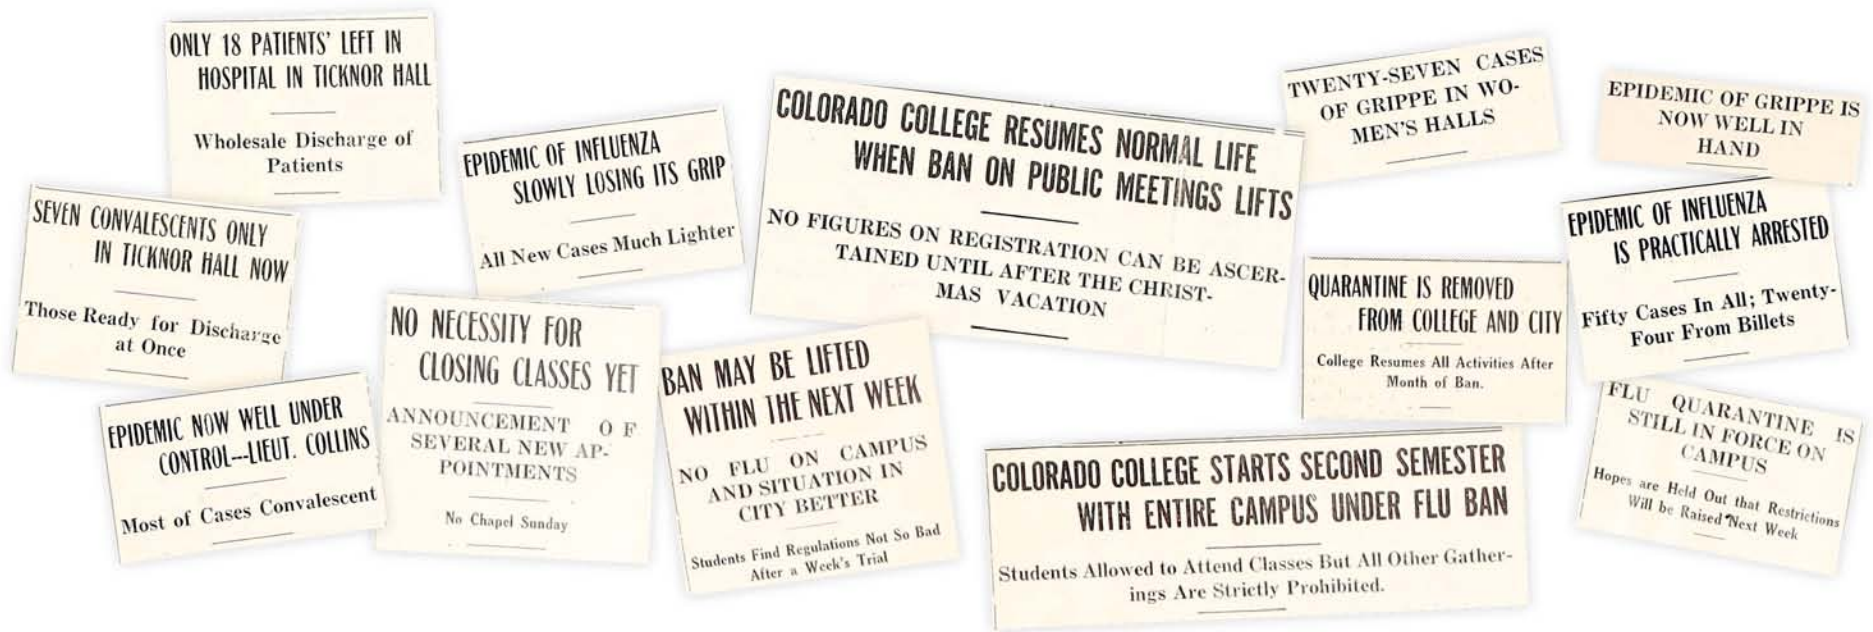 ONLY 18 PATIENTS' LEFT IN
HOSPITAL IN TICKNOR HALL
Wholesale Discharge of
Patients
SEVEN CONVALESCENTS ONLY
IN TICKNOR HALL NOW
Those Ready for Discharge
at Once
EPIDEMIC NOW WELL UNDER
CONTROL---LIEUT. COLLINS
Most of Cases Convalescent
EPIDEMIC OF INFLUENZA
SLOWLY LOSING ITS GRIP
All New Cases Much Lighter
NO NECESSITY FOR
CLOSING CLASSES YET
ANNOUNCEMENT OF
SEVERAL NEW AP-
POINTMENTS
No Chapel Sunday
BAN MAY BE LIFTED
WITHIN THE NEXT WEEK
NO FLU ON CAMPUS
AND SITUATION IN
CITY BETTER
Students Find Regulations Not So Bad
After a Week's Trial
COLORADO COLLEGE RESUMES NORMAL LIFE
WHEN BAN ON PUBLIC MEETINGS LIFTS
NO FIGURES ON REGISTRATION CAN BE ASCER-
TAINED UNTIL AFTER THE CHRIST-
MAS VACATION
COLORADO COLLEGE STARTS SECOND SEMESTER
WITH ENTIRE CAMPUS UNDER FLU BAN
Students Allowed to Attend Classes But All Other Gather-
ings Are Strictly Prohibited.
TWENTY-SEVEN CASES
OF GRIPPE IN WO-
MEN'S HALLS
QUARANTINE IS REMOVED
FROM COLLEGE AND CITY
College Resumes All Activities After
Month of Ban.
EPIDEMIC OF GRIPPE IS
NOW WELL IN
HAND
EPIDEMIC OF INFLUENZA
IS PRACTICALLY ARRESTED
Fifty Cases In All; Twenty-
Four From Billets
FLU QUARANTINE IS
STILL IN FORCE ON
CAMPUS
Hopes are Held Out that Restrictions
Will be Raised Next Week